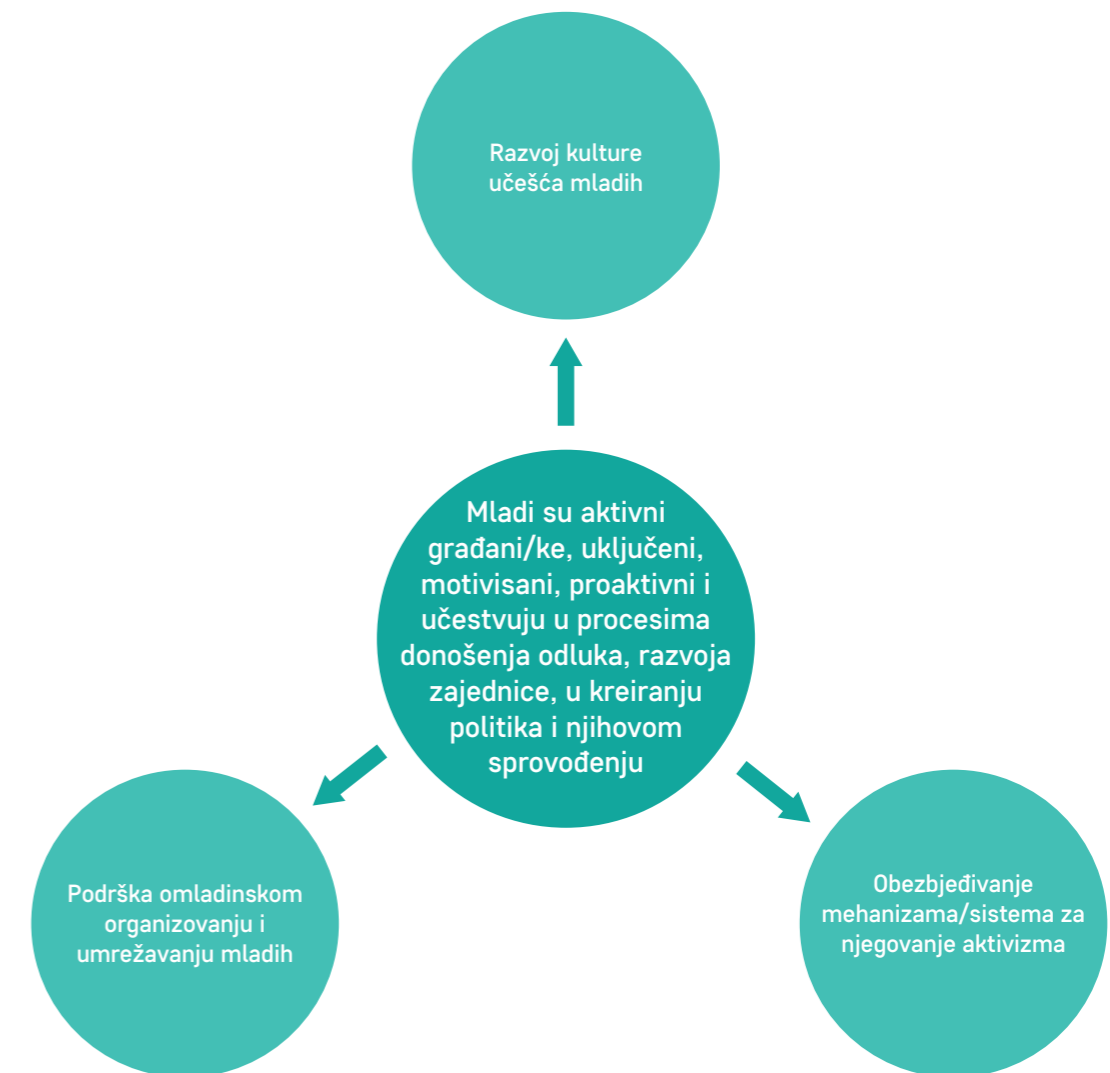 Razvoj kulture
učešća mladih
Mladi su aktivni
građani/ke, uključeni,
motivisani, proaktivni i
učestvuju u procesima
donošenja odluka, razvoja
zajednice, u kreiranju
politika i njihovom
sprovođenju
Podrška omladinskom
organizovanju i
umrežavanju mladih
Obezbjeđivanje
mehanizama/sistema za
njegovanje aktivizma